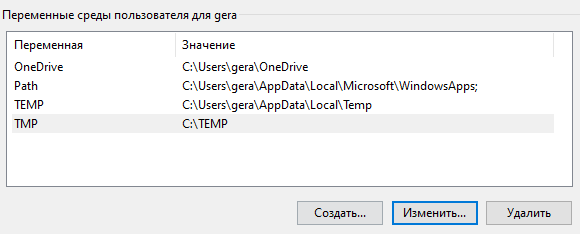 Переменные среды пользователя для gera
Переменная Значение
OneDrive C:\Users\gera\OneDrive
Path C:\Users\gera\AppData\Local\Microsoft\WindowsApps;
TEMP C:\Users\gera\AppData\Local\Temp
TMP C:\TEMP
Создать... Изменить... Удалить